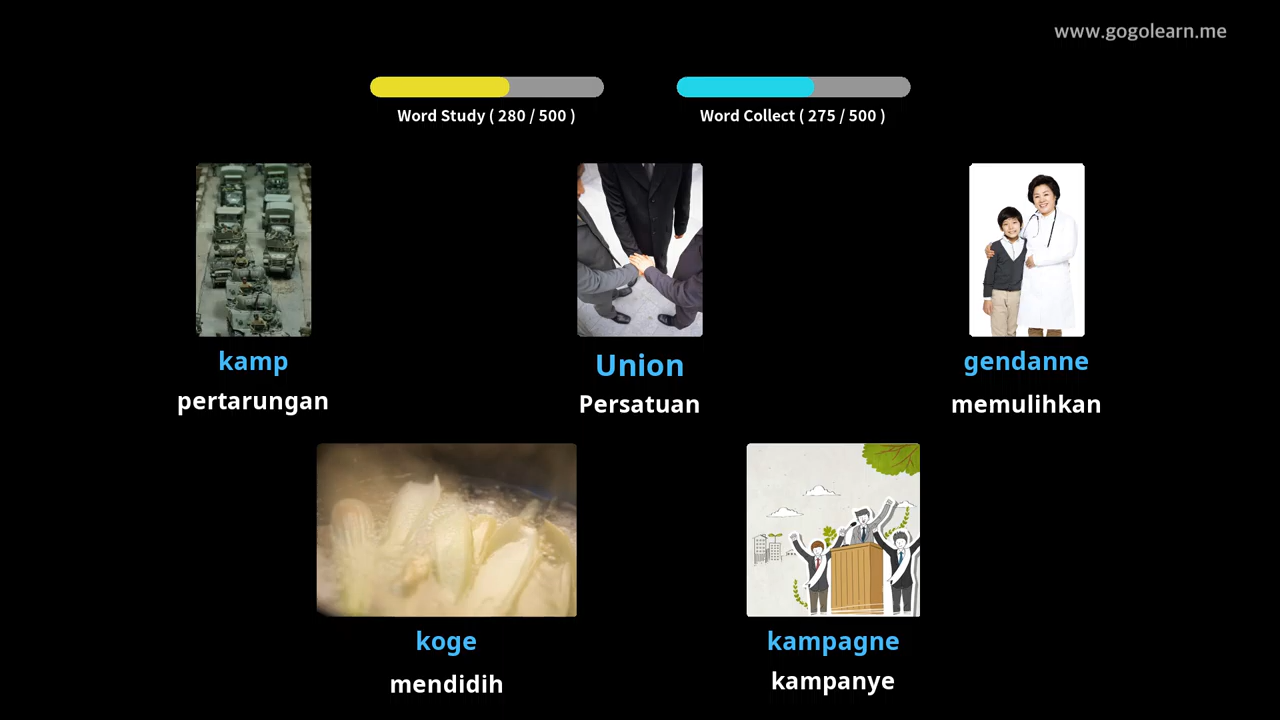 www.gogolearn.me
Word Study ( 280 / 500 )
Word Collect ( 275 / 500 )
kamp
pertarungan
Union
Persatuan
gendanne
memulihkan
koge
mendidih
kampagne
kampanye